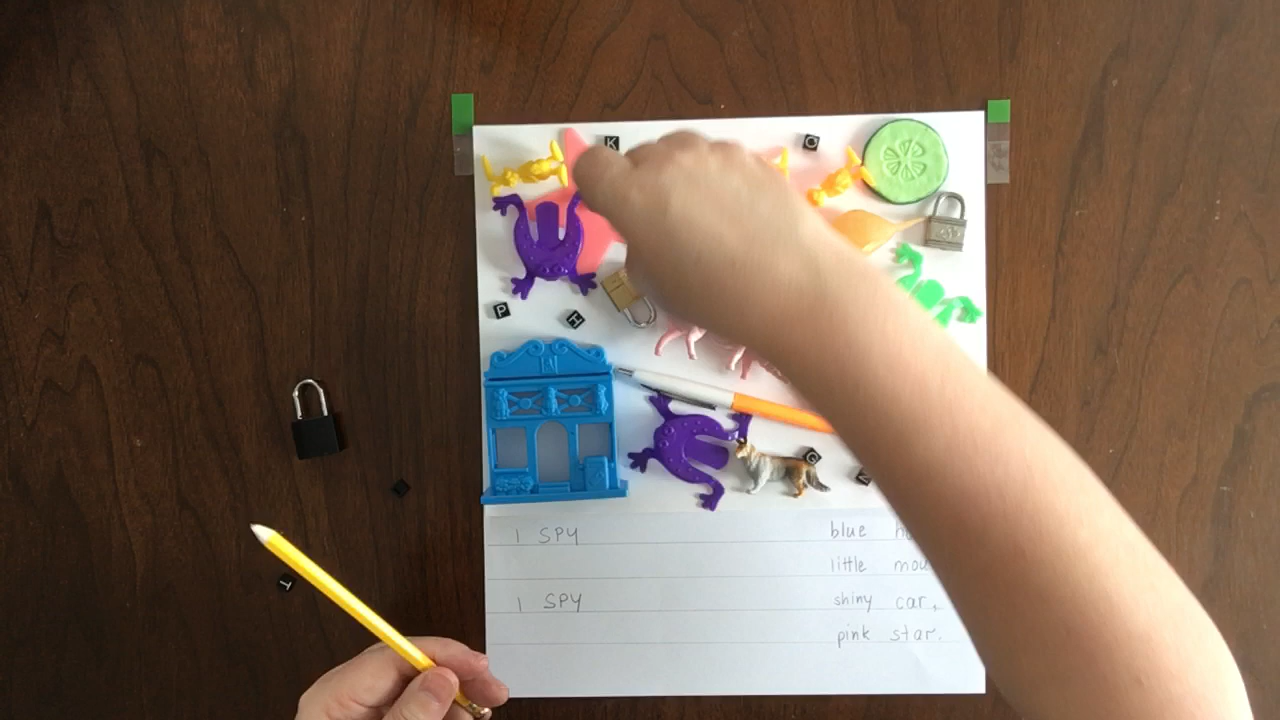 K O
P H
G N
I SPY blue
little
I SPY shiny car,
pink star.
T